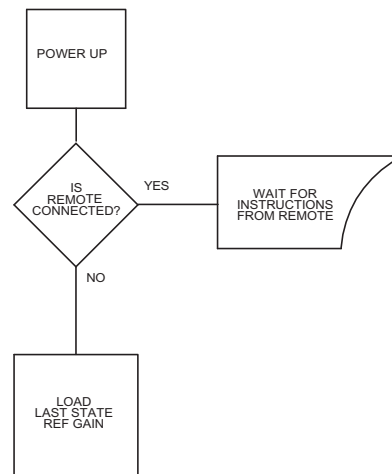 POWER UP
IS
REMOTE
CONNECTED?
YES
WAIT FOR
INSTRUCTIONS
FROM REMOTE
NO
LOAD
LAST STATE
REF GAIN